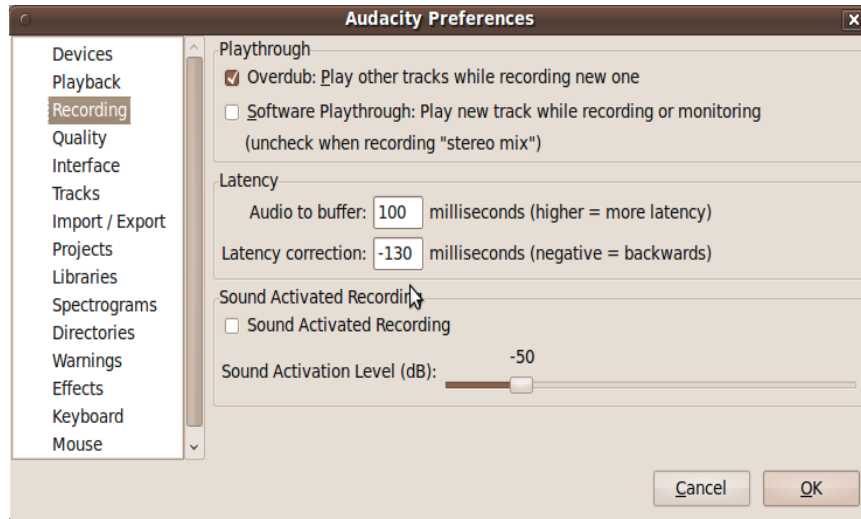 Audacity Preferences
Devices
Playback
Recording
Quality
Interface
Tracks
Import / Export
Projects
Libraries
Spectrograms
Directories
Warnings
Effects
Keyboard
Mouse
Playthrough
Overdub: Play other tracks while recording new one
Software Playthrough: Play new track while recording or monitoring
(uncheck when recording "stereo mix")
Latency
Audio to buffer: 100 milliseconds (higher = more latency)
Latency correction: -130 milliseconds (negative = backwards)
Sound Activated Recording
Sound Activated Recording
-50
Sound Activation Level (dB):
Cancel OK